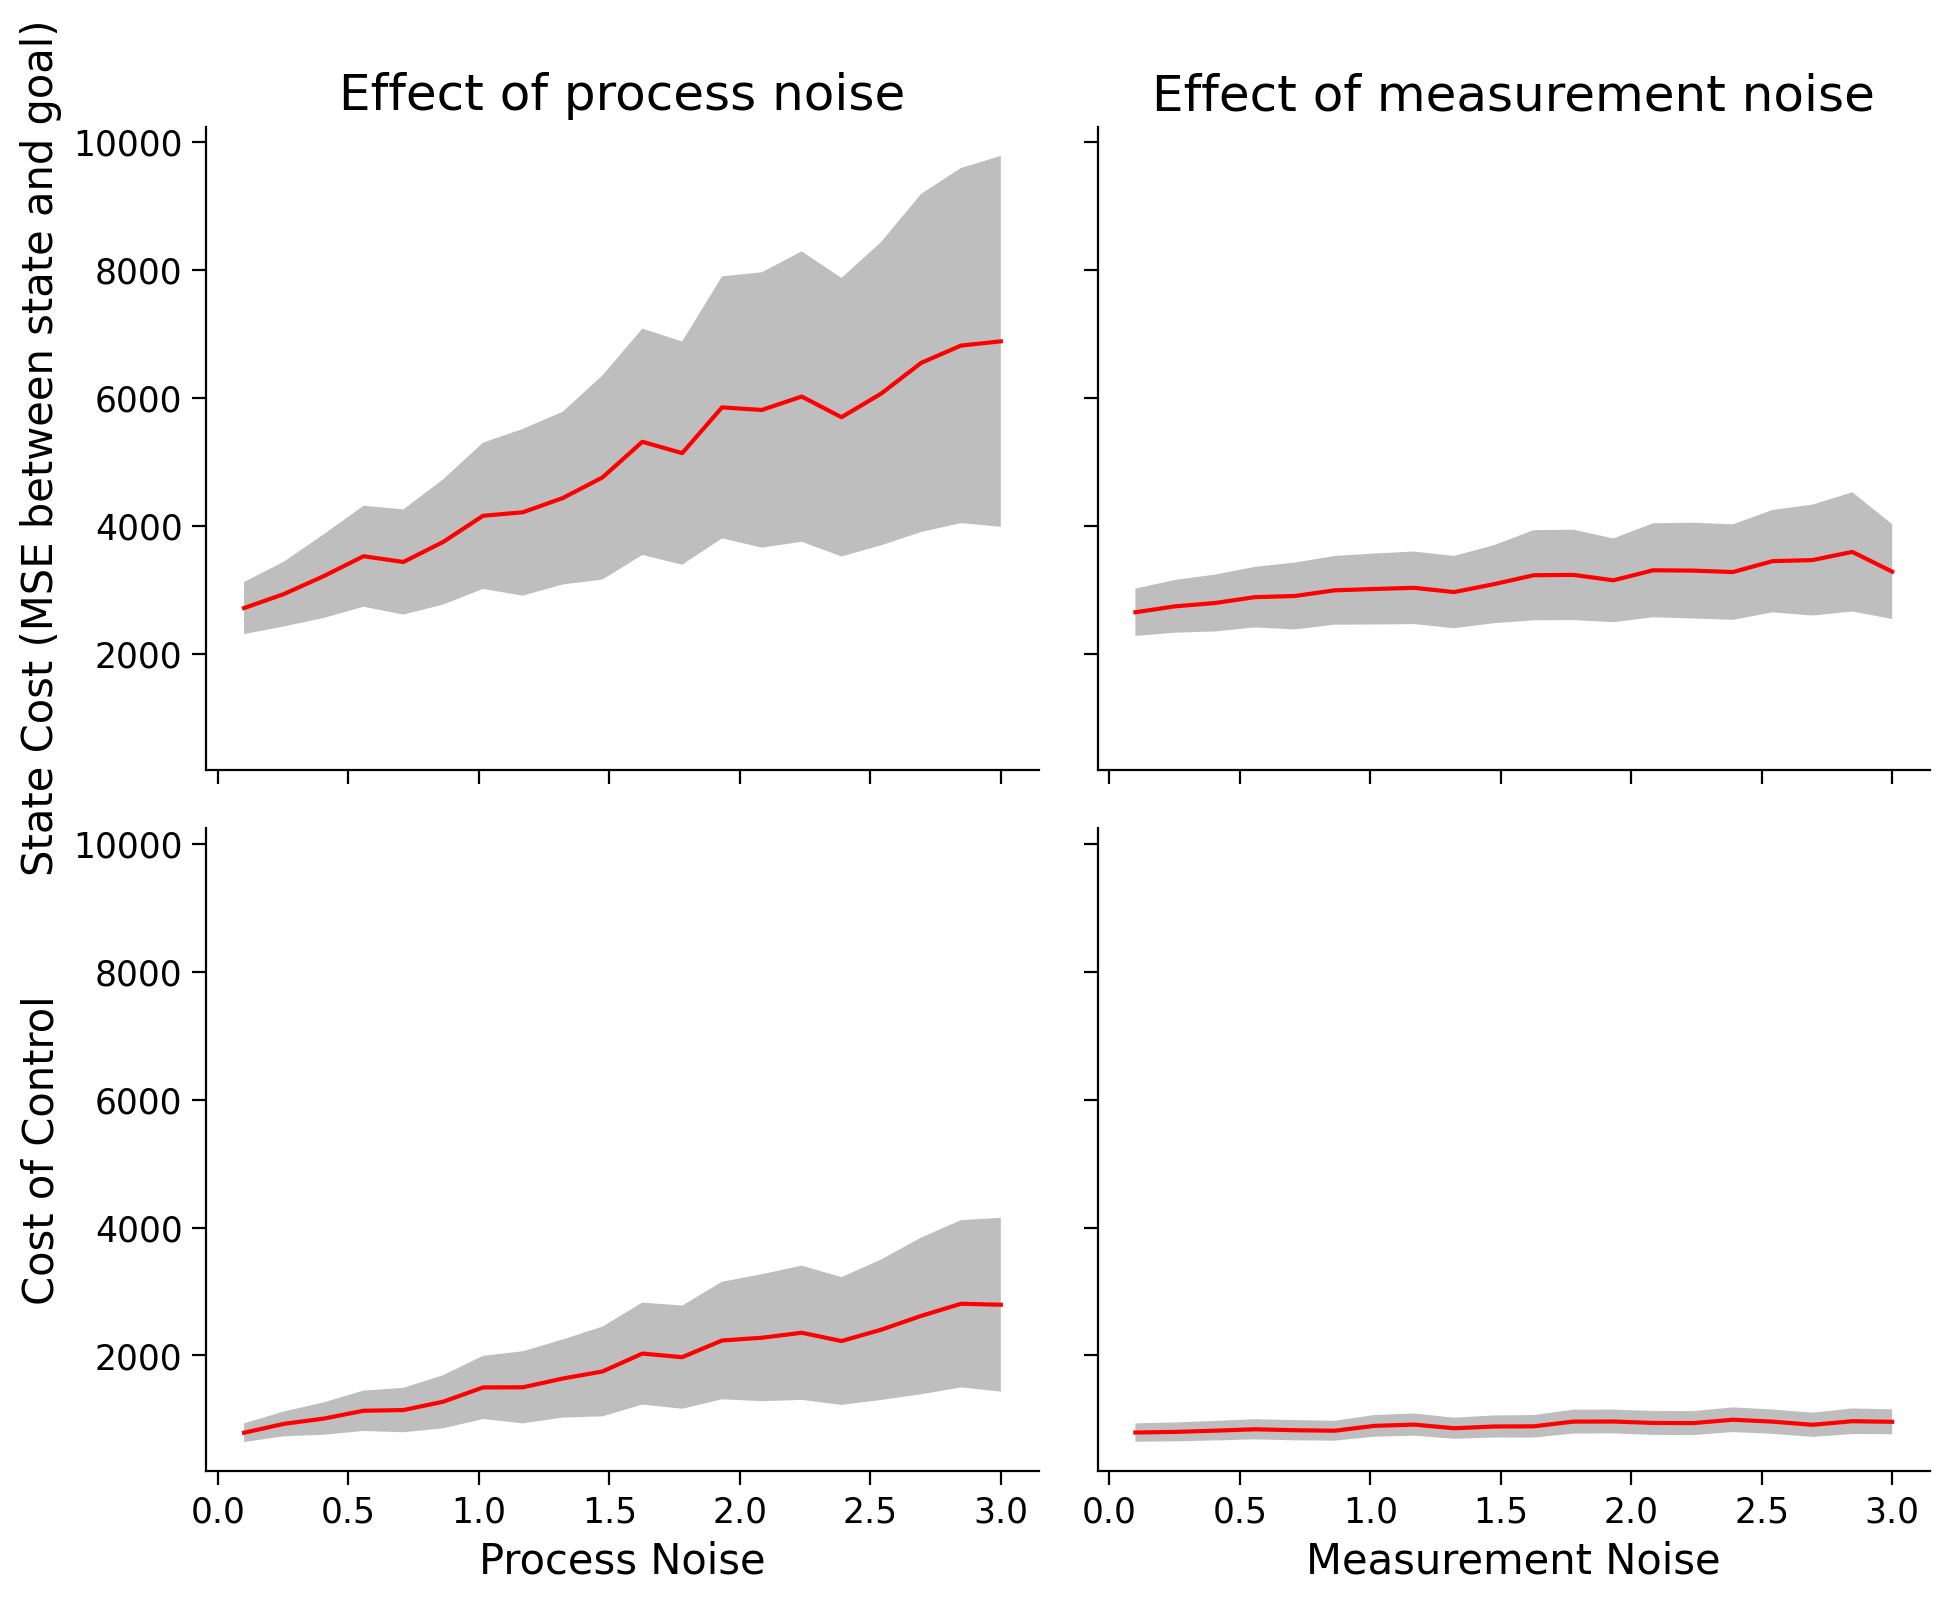 Effect of process noise
Effect of measurement noise
State Cost (MSE between state and goal)
10000
8000
6000
4000
2000
Cost of Control
10000
8000
6000
4000
2000
0.0 0.5 1.0 1.5 2.0 2.5 3.0
0.0 0.5 1.0 1.5 2.0 2.5 3.0
Process Noise
Measurement Noise